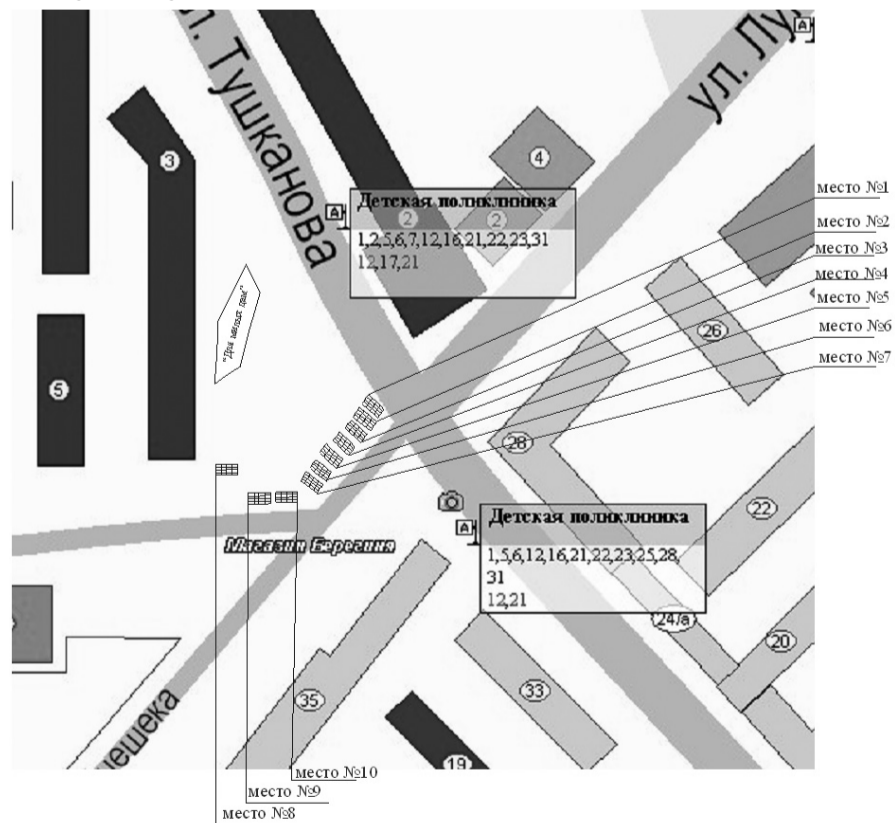 л. Тушканова
ул. Лу
А
3
4
2
2
А
Детская поликлиника
1,2,5,6,7,12,16,21,22,23,31
12,17,21
место №1
место №2
место №3
место №4
место №5
место №6
место №7
26
5
28
22
А
Детская поликлиника
1,5,6,12,16,21,22,23,25,28,
31
12,21
Магазин Берегиня
24/а
20
33
35
19
ешека
место №10
место №9
место №8